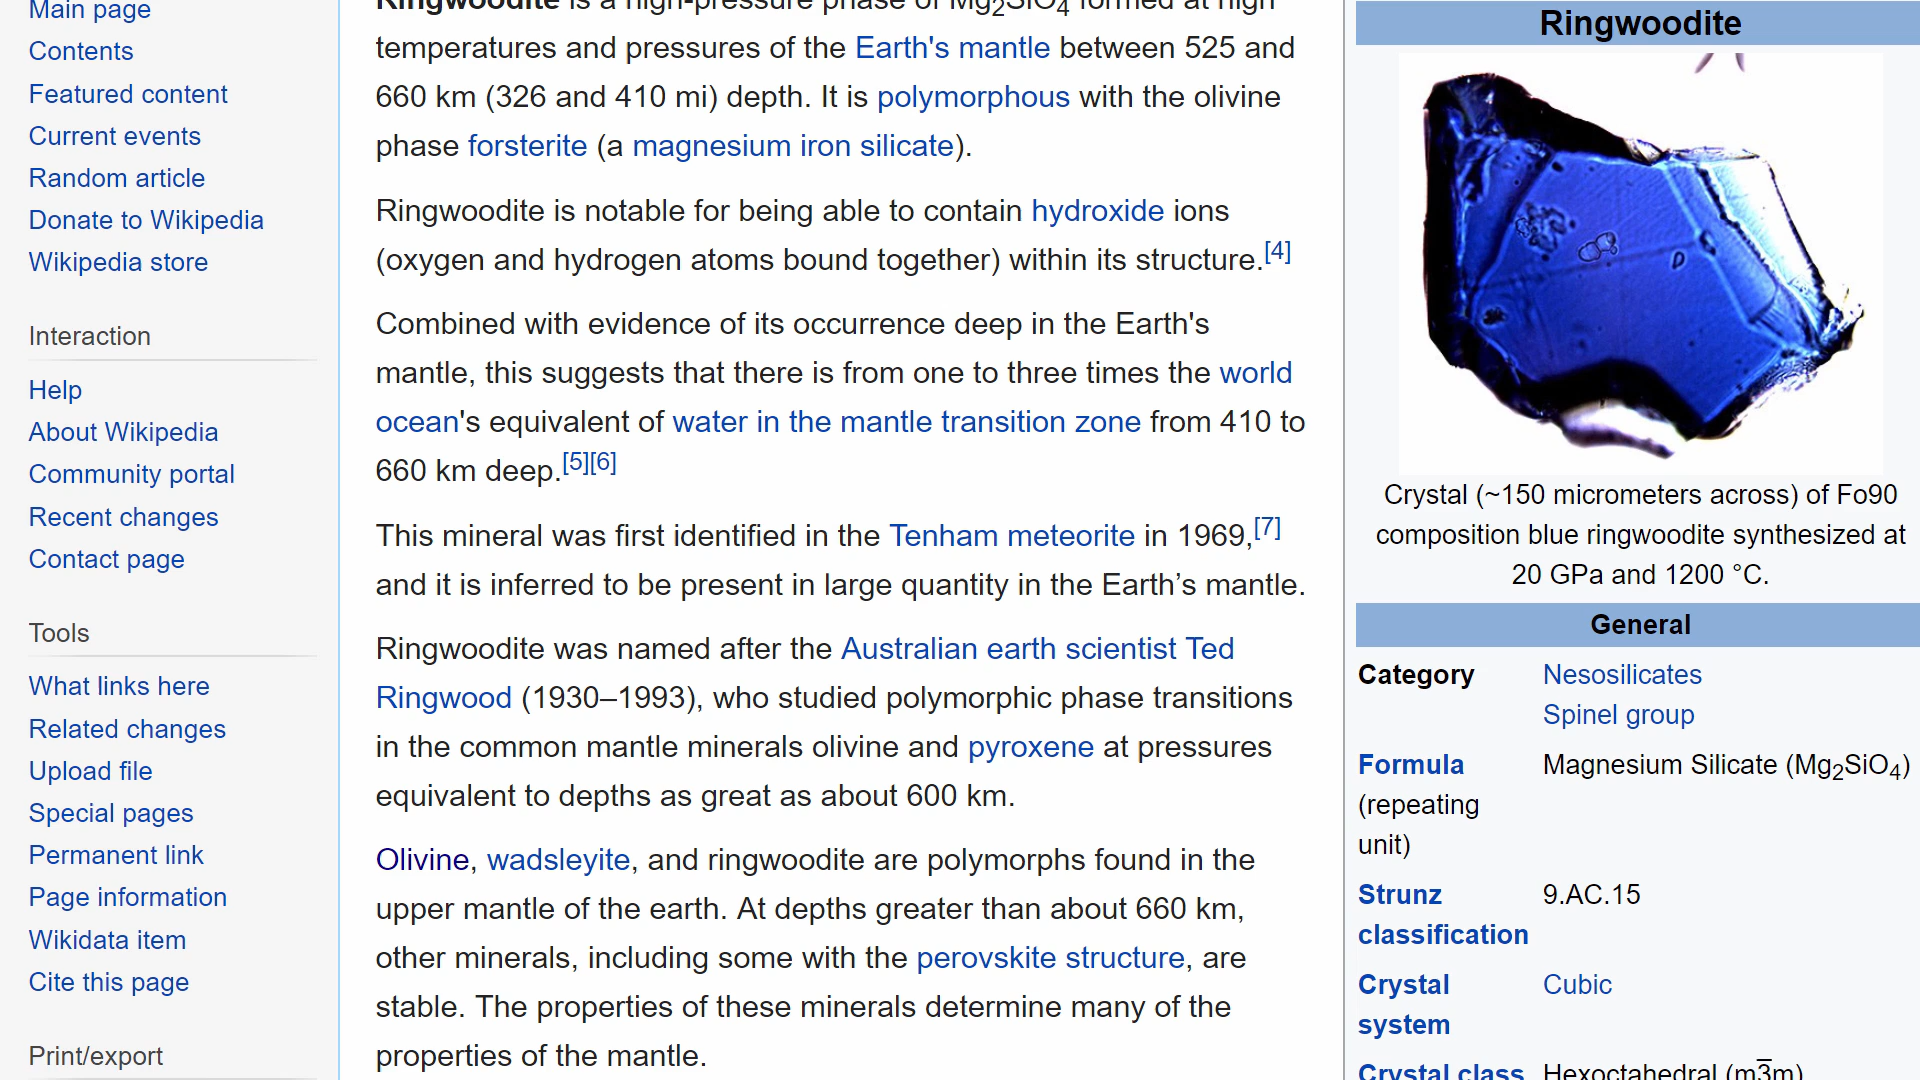 Main page
Contents
Featured content
Current events
Random article
Donate to Wikipedia
Wikipedia store
Interaction
Help
About Wikipedia
Community portal
Recent changes
Contact page
Tools
What links here
Related changes
Upload file
Special pages
Permanent link
Page information
Wikidata item
Cite this page
Print/export
Ringwoodite is a high-pressure phase of Mg₂SiO₄ formed at high
temperatures and pressures of the Earth's mantle between 525 and
660 km (326 and 410 mi) depth. It is polymorphous with the olivine
phase forsterite (a magnesium iron silicate).
Ringwoodite is notable for being able to contain hydroxide ions
(oxygen and hydrogen atoms bound together) within its structure.[4]
Combined with evidence of its occurrence deep in the Earth's
mantle, this suggests that there is from one to three times the world
ocean's equivalent of water in the mantle transition zone from 410 to
660 km deep.[5][6]
This mineral was first identified in the Tenham meteorite in 1969,[7]
and it is inferred to be present in large quantity in the Earth’s mantle.
Ringwoodite was named after the Australian earth scientist Ted
Ringwood (1930–1993), who studied polymorphic phase transitions
in the common mantle minerals olivine and pyroxene at pressures
equivalent to depths as great as about 600 km.
Olivine, wadsleyite, and ringwoodite are polymorphs found in the
upper mantle of the earth. At depths greater than about 660 km,
other minerals, including some with the perovskite structure, are
stable. The properties of these minerals determine many of the
properties of the mantle.
Ringwoodite
Crystal (~150 micrometers across) of Fo90
composition blue ringwoodite synthesized at
20 GPa and 1200 °C.
General
Category Nesosilicates
Spinel group
Formula Magnesium Silicate (Mg₂SiO₄)
(repeating
unit)
Strunz 9.AC.15
classification
Crystal Cubic
system
Crystal class Hexoctahedral (m3̅m)